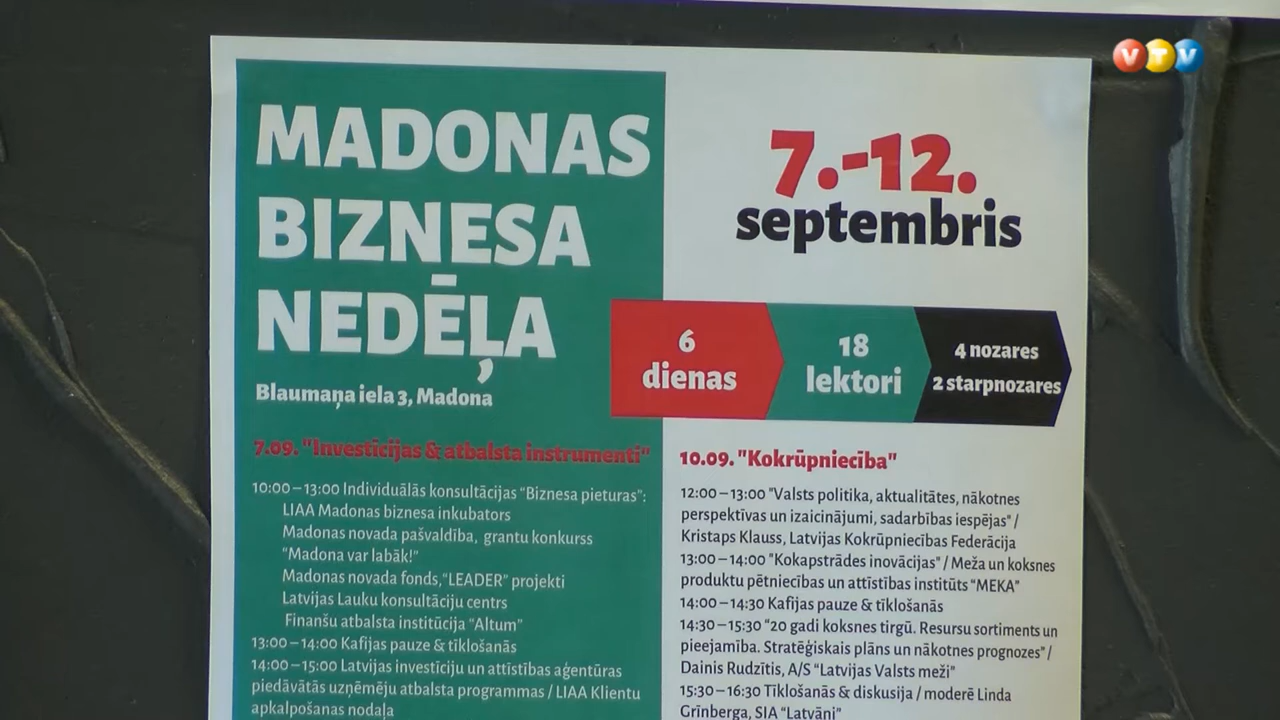 VTV
MADONAS
BIZNESA
NEDĒĻA
Blaumaņa iela 3, Madona
7.-12.
septembris
6
dienas
18
lektori
4 nozares
2 starpnozares
7.09. "Investīcijas & atbalsta instrumenti"
10:00 – 13:00 Individuālās konsultācijas “Biznesa pieturas”:
LIAA Madonas biznesa inkubators
Madonas novada pašvaldība, grantu konkurss
“Madona var labāk!”
Madonas novada fonds,“LEADER” projekti
Latvijas Lauku konsultāciju centrs
Finanšu atbalsta institūcija “Altum”
13:00 – 14:00 Kafijas pauze & tīklošanās
14:00 – 15:00 Latvijas investīciju un attīstības aģentūras
piedāvātās uzņēmēju atbalsta programmas / LIAA Klientu
apkalpošanas nodaļa
10.09. "Kokrūpniecība"
12:00 – 13:00 "Valsts politika, aktualitātes, nākotnes
perspektīvas un izaicinājumi, sadarbības iespējas" /
Kristaps Klauss, Latvijas Kokrūpniecības Federācija
13:00 – 14:00 "Kokapstrādes inovācijas" / Meža un koksnes
produktu pētniecības un attīstības institūts “MEKA”
14:00 – 14:30 Kafijas pauze & tīklošanās
14:30 – 15:30 “20 gadi koksnes tirgū. Resursu sortiments un
pieejamība. Stratēģiskais plāns un nākotnes prognozes” /
Dainis Rudzītis, A/S “Latvijas Valsts meži”
15:30 – 16:30 Tīklošanās & diskusija / moderē Linda
Grīnberga, SIA “Latvāņi”